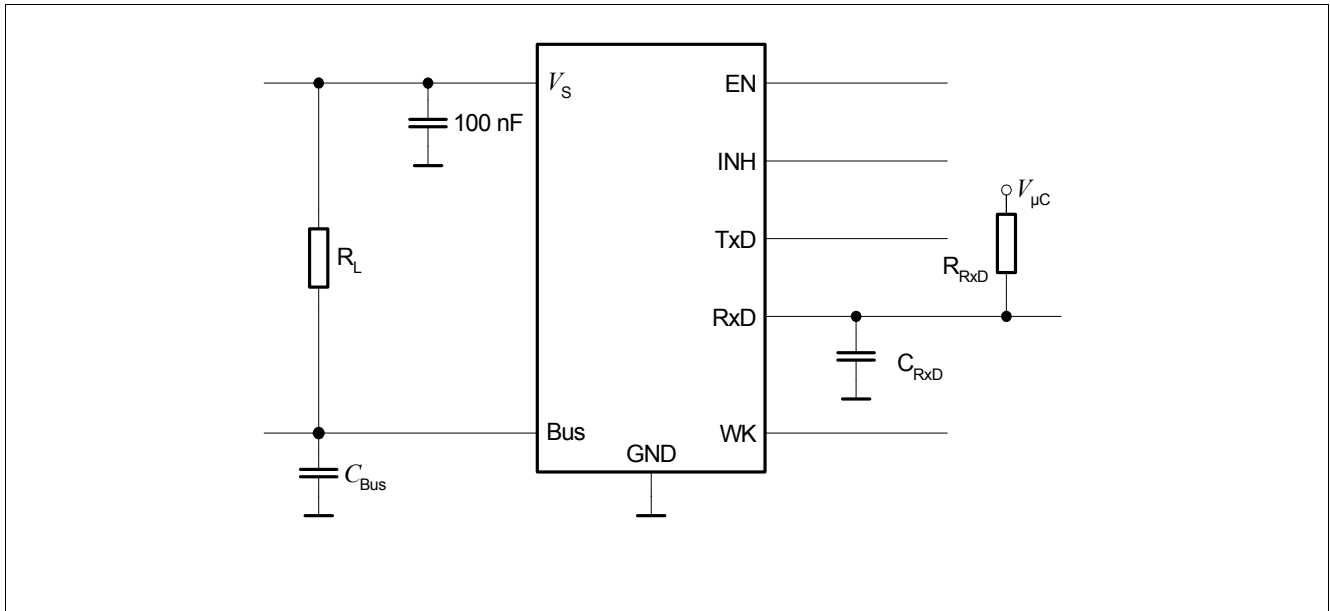 V_S
EN
100 nF
INH
V_µC
R_L
TxD
R_RxD
RxD
C_RxD
Bus
WK
GND
C_Bus